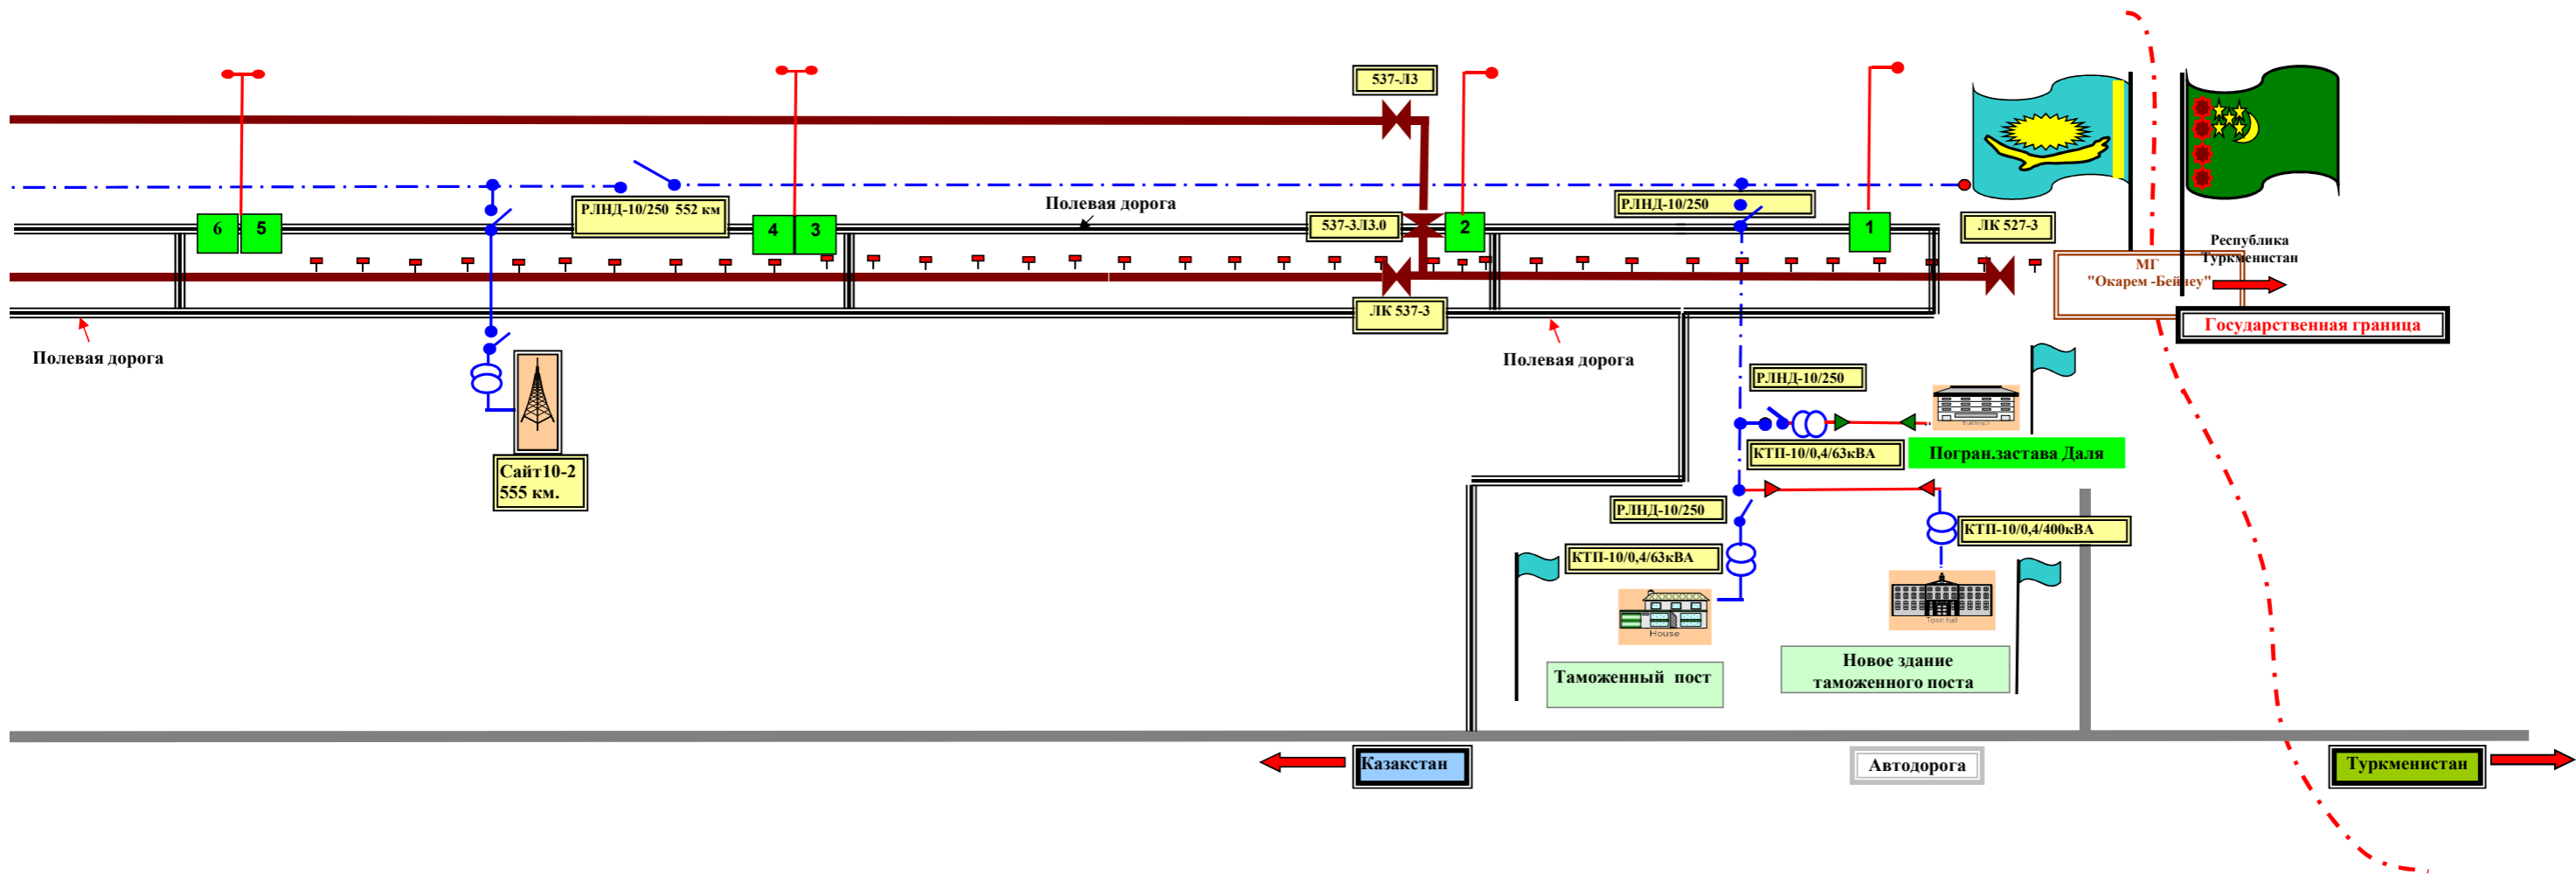 537-Л3
РЛНД-10/250 552 км
Полевая дорога
РЛНД-10/250
6
5
4
3
537-3Л3.0
2
1
ЛК 527-3
Республика
Туркменистан
МГ
"Окарем -Бейнеу"
ЛК 537-3
Государственная граница
Полевая дорога
Полевая дорога
РЛНД-10/250
Building2
КТП-10/0,4/63кВА
Погран.застава Даля
Сайт10-2
555 км.
РЛНД-10/250
КТП-10/0,4/400кВА
КТП-10/0,4/63кВА
House
Town hall
Таможенный пост
Новое здание
таможенного поста
Казакстан
Автодорога
Туркменистан